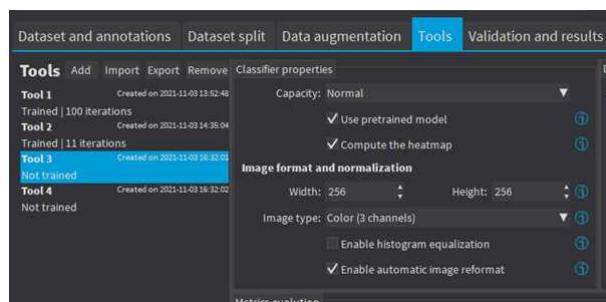 Dataset and annotations Dataset split Data augmentation Tools Validation and results
Tools Add Import Export Remove
Tool 1 Created on 2021-11-03 13:52:48
Trained | 100 iterations
Tool 2 Created on 2021-11-03 14:35:04
Trained | 11 iterations
Tool 3 Created on 2021-11-03 16:32:01
Not trained
Tool 4 Created on 2021-11-03 16:32:02
Not trained
Classifier properties
Capacity: Normal
Use pretrained model
Compute the heatmap
Image format and normalization
Width: 256 Height: 256
Image type: Color (3 channels)
Enable histogram equalization
Enable automatic image reformat
Metrics evolution